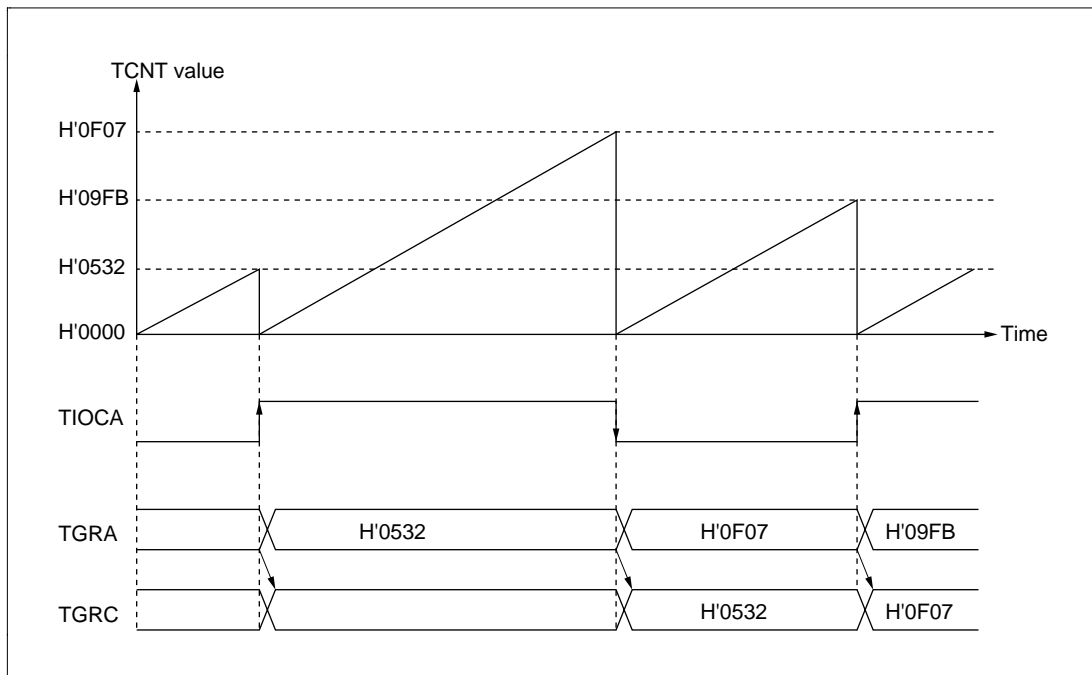 TCNT value
H'0F07
H'09FB
H'0532
H'0000
Time
TIOCA
TGRA
H'0532
H'0F07
H'09FB
TGRC
H'0532
H'0F07